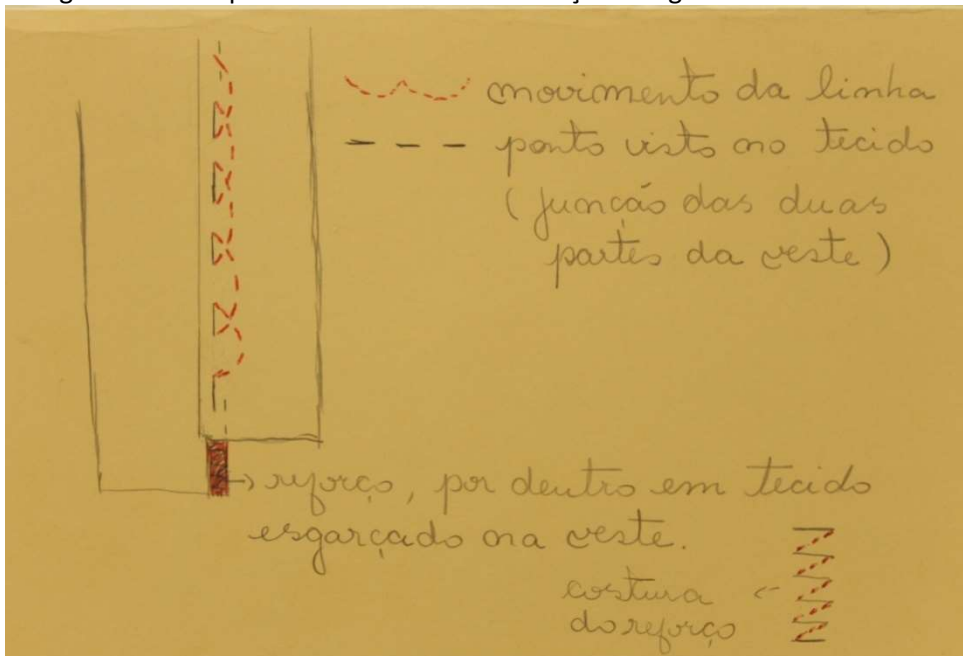 movimento da linha
ponto visto no tecido
(junção das duas
partes da veste)
reforço, por dentro em tecido
esgarçado na veste.
costura
do reforço